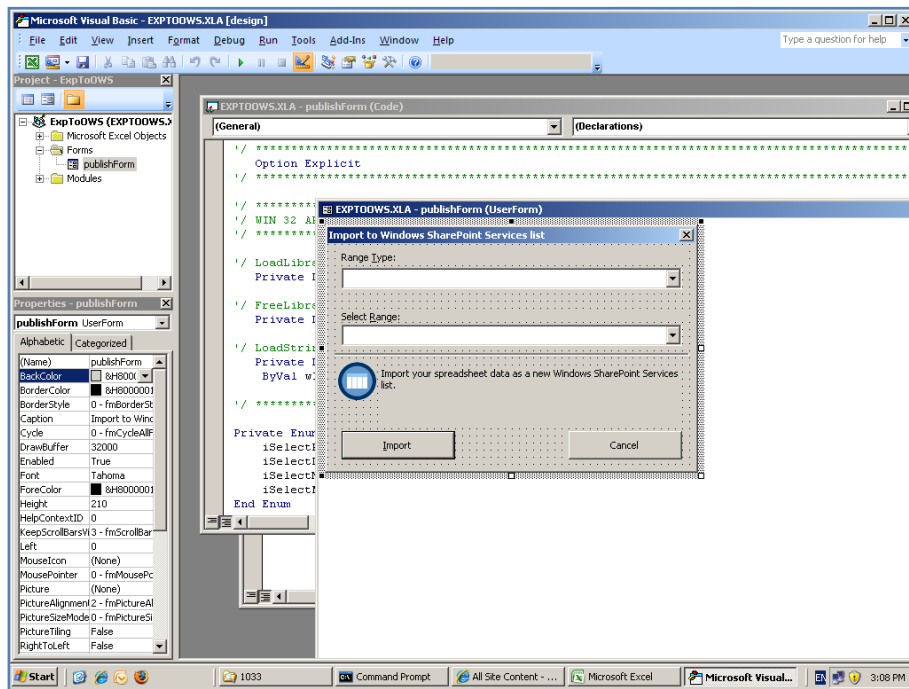 Microsoft Visual Basic - EXPTOOWS.XLA [design]
File Edit View Insert Format Debug Run Tools Add-Ins Window Help
Type a question for help
Project - ExpToOWS
ExpToOWS (EXPTOOWS.X
Microsoft Excel Objects
Forms
publishForm
Modules
EXPTOOWS.XLA - publishForm (Code)
(General)
(Declarations)
'/ ****************************************************************************************
Option Explicit
'/ ****************************************************************************************
'/ ********
'/ WIN 32 A
'/ ********
'/ LoadLibra
Private
'/ FreeLibra
Private
'/ LoadStrin
Private
ByVal w
'/ ********
Private Enum
iSelect
iSelect
iSelect
iSelect
End Enum
EXPTOOWS.XLA - publishForm (UserForm)
Import to Windows SharePoint Services list
Range Type:
Select Range:
Import your spreadsheet data as a new Windows SharePoint Services
list.
Import
Cancel
Properties - publishForm
publishForm UserForm
Alphabetic Categorized
(Name) publishForm
BackColor &H800(
BorderColor &H8000001
BorderStyle 0 - fmBorderSt
Caption Import to Winc
Cycle 0 - fmCycleAllF
DrawBuffer 32000
Enabled True
Font Tahoma
ForeColor &H8000001
Height 210
HelpContextID 0
KeepScrollBarsVi 3 - fmScrollBar
Left 0
MouseIcon (None)
MousePointer 0 - fmMousePc
Picture (None)
PictureAlignment 2 - fmPictureAl
PictureSizeMode 0 - fmPictureSi
PictureTiling False
RightToLeft False
Start
1033
Command Prompt
All Site Content - ...
Microsoft Excel
Microsoft Visual...
EN
3:08 PM